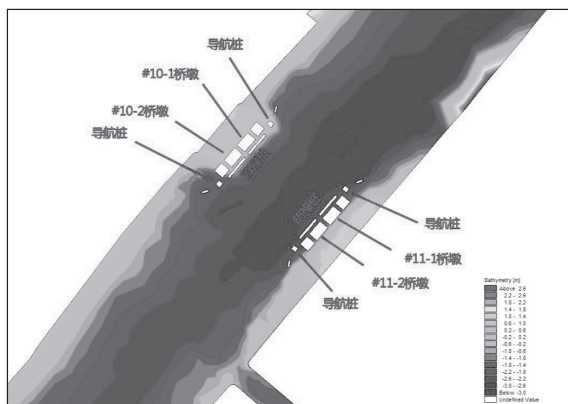 导航桩
#10-1桥墩
#10-2桥墩
导航桩
导航桩
#11-1桥墩
#11-2桥墩
导航桩
Bathymetry [m]
Above 2.6
2.2 - 2.6
1.8 - 2.2
1.4 - 1.8
1.0 - 1.4
0.6 - 1.0
0.2 - 0.6
-0.2 - 0.2
-0.6 - -0.2
-1.0 - -0.6
-1.4 - -1.0
-1.8 - -1.4
-2.2 - -1.8
-2.6 - -2.2
-3.0 - -2.6
Below -3.0
Undefined Value